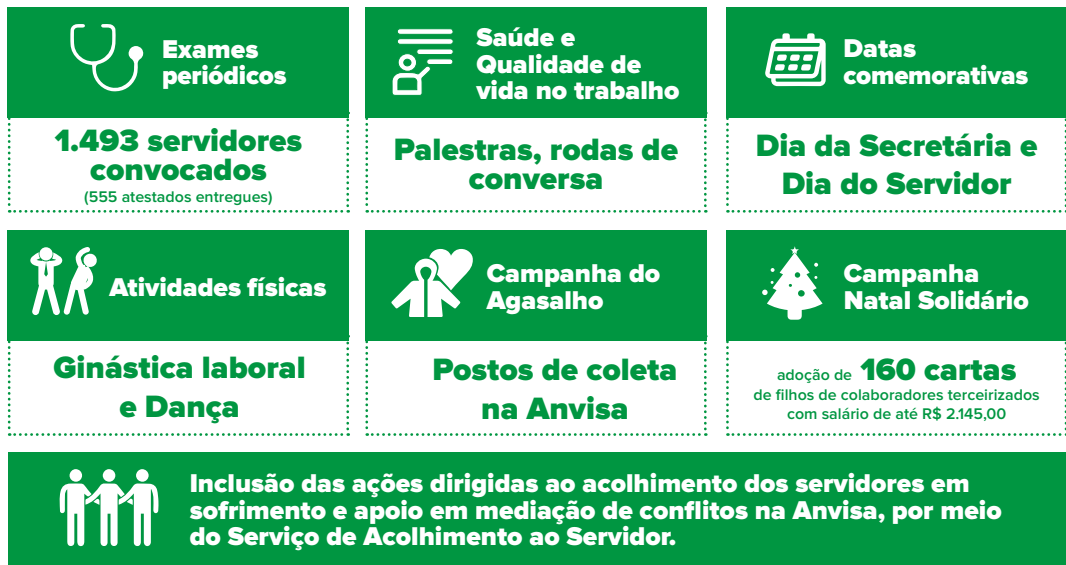 Exames
periódicos
1.493 servidores
convocados
(555 atestados entregues)
Saúde e
Qualidade de
vida no trabalho
Palestras, rodas de
conversa
Datas
comemorativas
Dia da Secretária e
Dia do Servidor
Atividades físicas
Ginástica laboral
e Dança
Campanha do
Agasalho
Postos de coleta
na Anvisa
Campanha
Natal Solidário
adoção de 160 cartas
de filhos de colaboradores terceirizados
com salário de até R$ 2.145,00
Inclusão das ações dirigidas ao acolhimento dos servidores em
sofrimento e apoio em mediação de conflitos na Anvisa, por meio
do Serviço de Acolhimento ao Servidor.